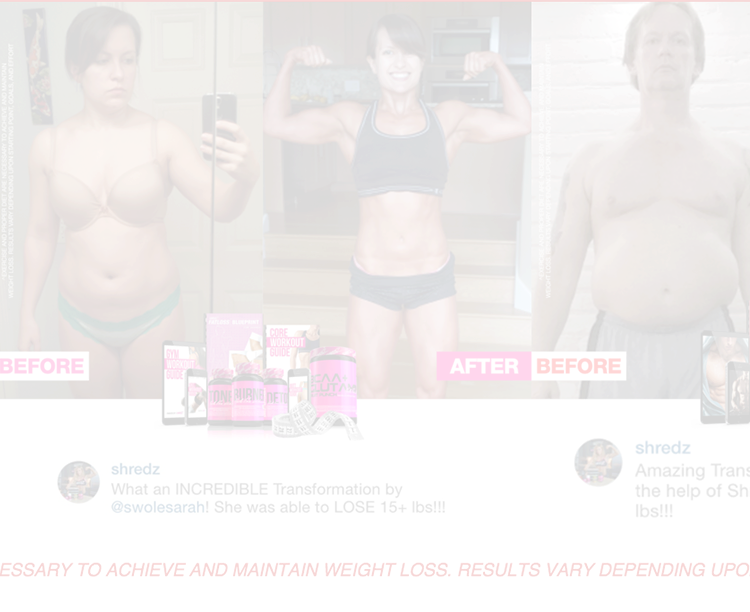 BEFORE
AFTER
BEFORE
GYM
WORKOUT
GUIDE
CORE
WORKOUT
GUIDE
shredz
What an INCREDIBLE Transformation by
@swolesarah! She was able to LOSE 15+ lbs!!!
shredz
Amazing Trans
the help of Sh
lbs!!!
ESSARY TO ACHIEVE AND MAINTAIN WEIGHT LOSS. RESULTS VARY DEPENDING UPO